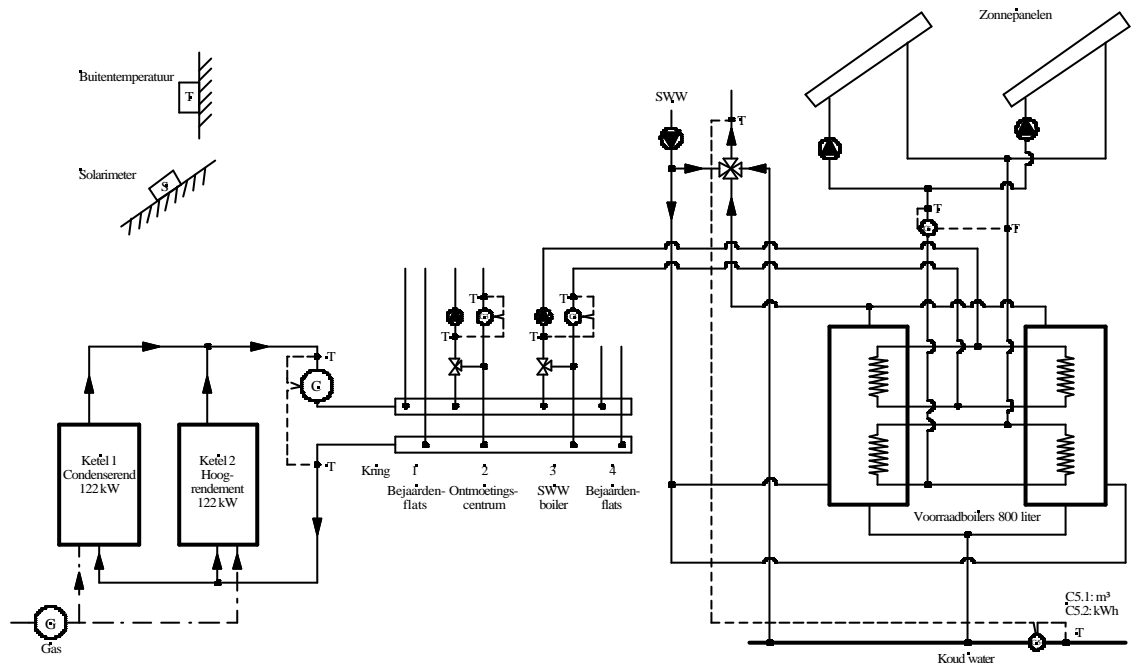 Zonnepanelen
Buitentemperatuur
T
Solarimeter
S
SWW
T
T
G
T
T
T
G
G
T
T
T
G
T
Ketel 1
Condenserend
122 kW
Ketel 2
Hoog-
rendement
122 kW
Kring 1 2 3 4
Bejaarden-
flats
Ontmoetings-
centrum
SWW
boiler
Bejaarden-
flats
Voorraadboilers 800 liter
C5.1: m³
C5.2: kWh
T
G
Gas
G
Koud water